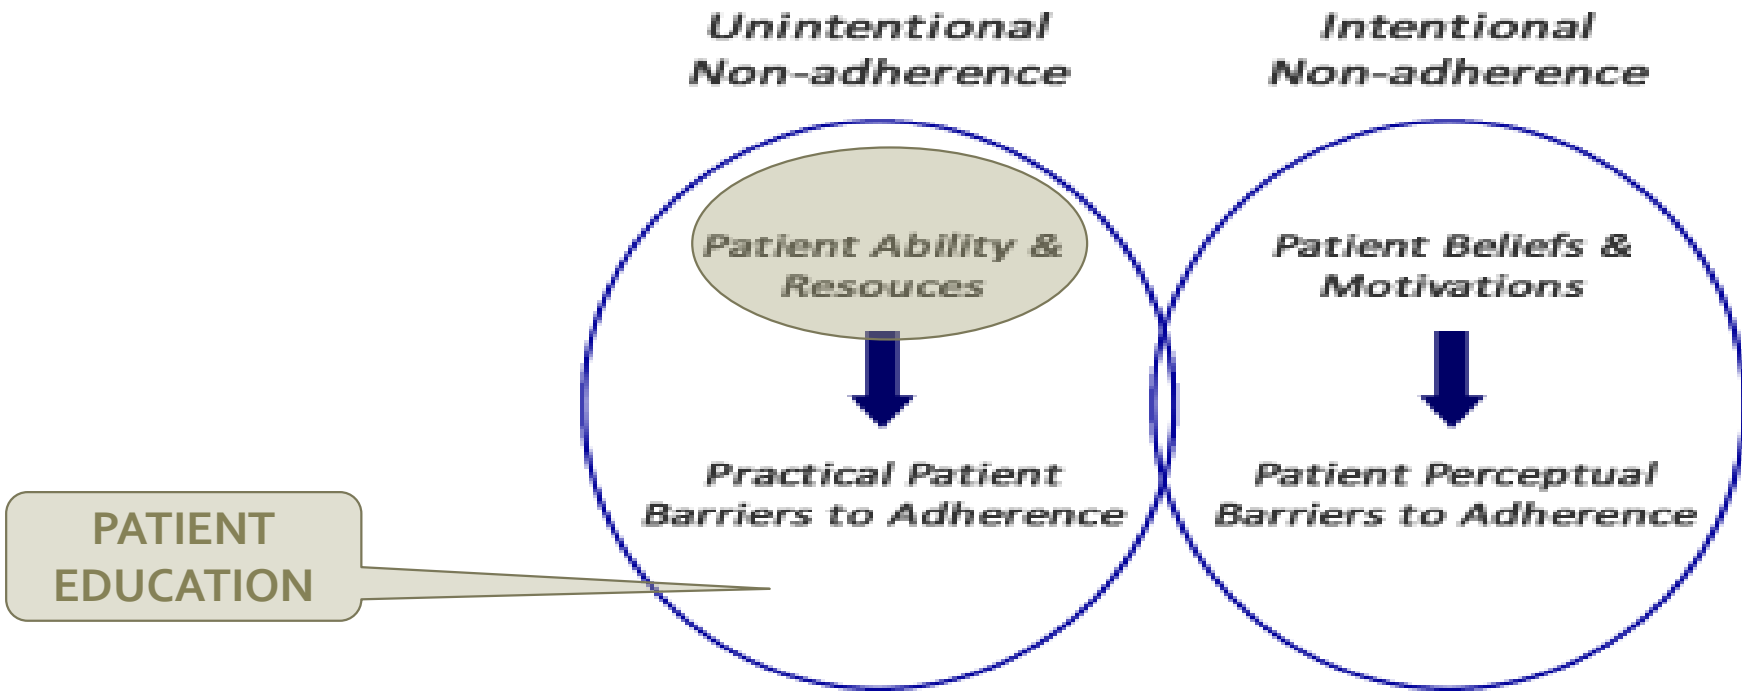 Unintentional
Non-adherence
Intentional
Non-adherence
Patient Ability &
Resouces
Patient Beliefs &
Motivations
Practical Patient
Barriers to Adherence
Patient Perceptual
Barriers to Adherence
PATIENT
EDUCATION